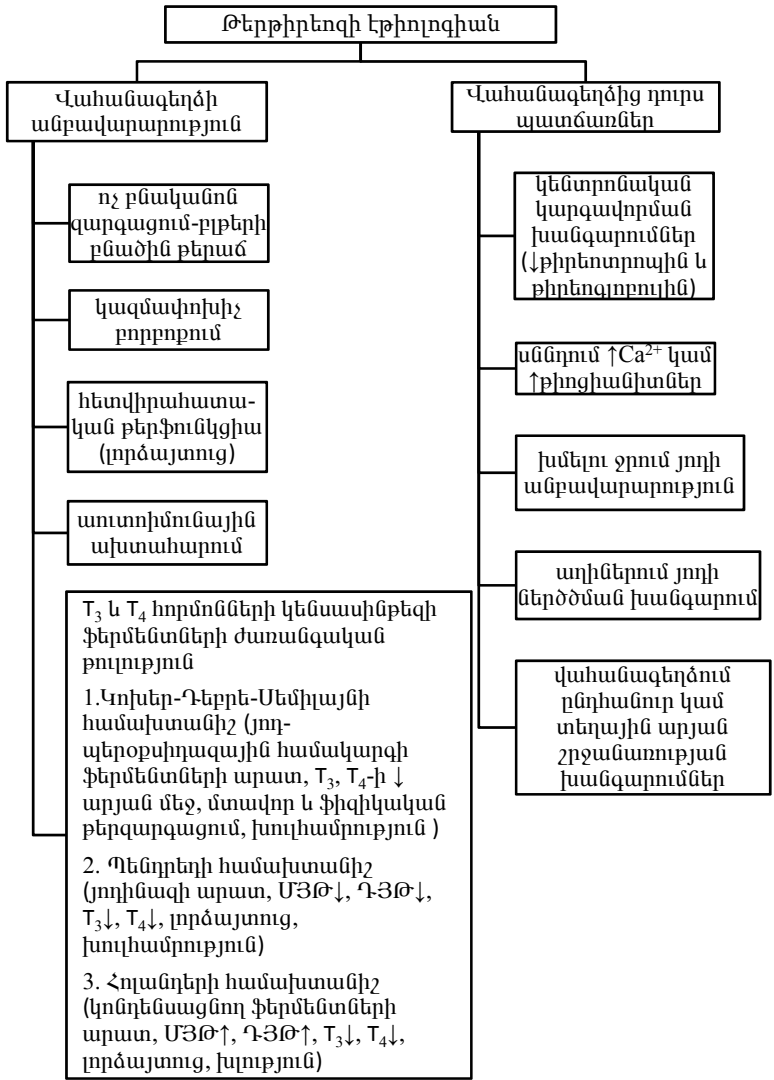 Թերթիրեոզի էթիոլոգիան
Վահանագեղձի
անբավարարություն
ոչ բնականոն
զարգացում-բլթերի
բնածին թերաճ
կազմափոխիչ
բորբոքում
հետվիրահատա-
կան թերֆունկցիա
(լորձայտուց)
աուտոիմունային
ախտահարում
T₃ և T₄ հորմոնների կենսասինթեզի
ֆերմենտների ժառանգական
թուլություն
1.Կոխեր-Դեբրե-Սեմիլայնի
համախտանիշ (յոդ-
պերօքսիդազային համակարգի
ֆերմենտների արատ, T₃, T₄-ի ↓
արյան մեջ, մտավոր և ֆիզիկական
թերզարգացում, խուլհամրություն )
2. Պենդրեդի համախտանիշ
(յոդինազի արատ, ՄՅԹ↓, ԴՅԹ↓,
T₃↓, T₄↓, լորձայտուց,
խուլհամրություն)
3. Հոլանդերի համախտանիշ
(կոնդենսացնող ֆերմենտների
արատ, ՄՅԹ↑, ԴՅԹ↑, T₃↓, T₄↓,
լորձայտուց, խլություն)
Վահանագեղձից դուրս
պատճառներ
կենտրոնական
կարգավորման
խանգարումներ
(↓թիրեոտրոպին և
թիրեոգլոբուլին)
սննդում ↑Ca²⁺ կամ
↑թիոցիանիտներ
խմելու ջրում յոդի
անբավարարություն
աղիներում յոդի
ներծծման խանգարում
վահանագեղձում
ընդհանուր կամ
տեղային արյան
շրջանառության
խանգարումներ